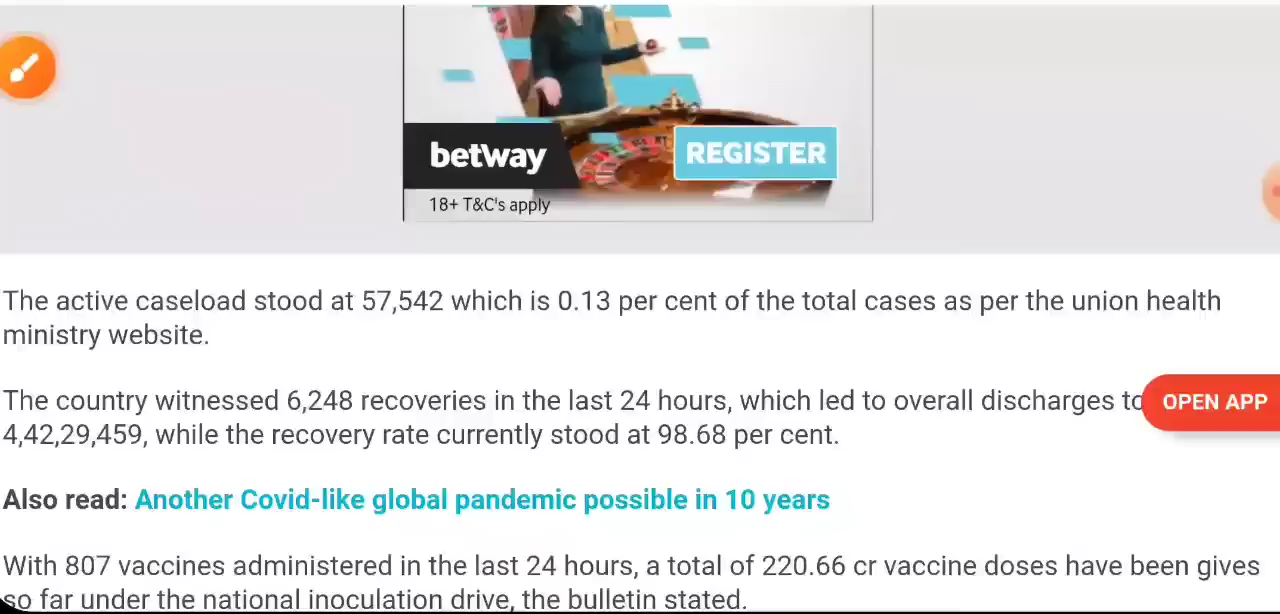 betway
REGISTER
18+ T&C's apply
The active caseload stood at 57,542 which is 0.13 per cent of the total cases as per the union health
ministry website.
The country witnessed 6,248 recoveries in the last 24 hours, which led to overall discharges to
OPEN APP
4,42,29,459, while the recovery rate currently stood at 98.68 per cent.
Also read: Another Covid-like global pandemic possible in 10 years
With 807 vaccines administered in the last 24 hours, a total of 220.66 cr vaccine doses have been gives
so far under the national inoculation drive, the bulletin stated.